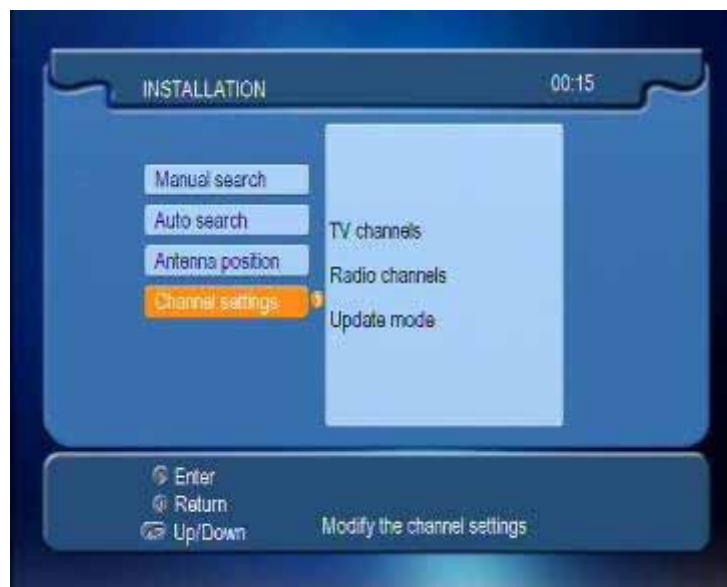 INSTALLATION 00:15
Manual search
Auto search
Antenna position
Channel settings
TV channels
Radio channels
Update mode
Enter
Return
Up/Down
Modify the channel settings